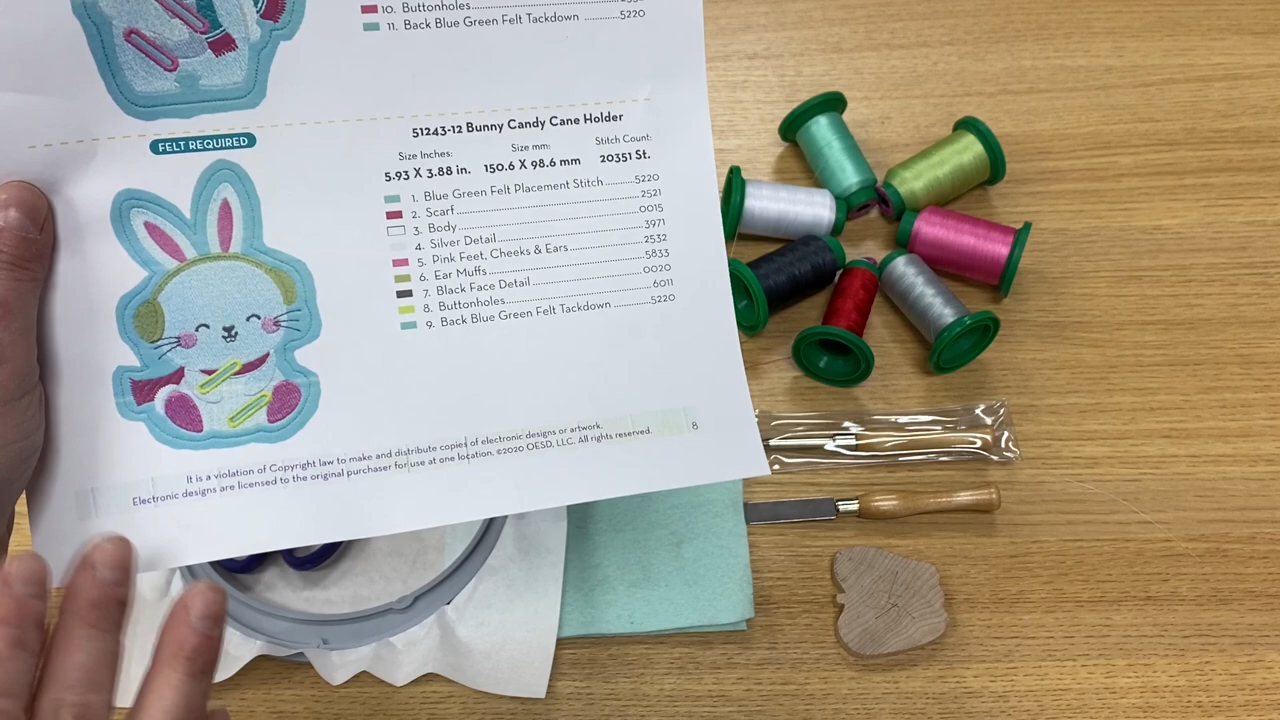 10. Buttonholes
11. Back Blue Green Felt Tackdown ..............5220
FELT REQUIRED
51243-12 Bunny Candy Cane Holder
Size Inches: Size mm: Stitch Count:
5.93 X 3.88 in. 150.6 X 98.6 mm 20351 St.
1. Blue Green Felt Placement Stitch ...........5220
2. Scarf ...........2521
3. Body ...........0015
4. Silver Detail ...........3971
5. Pink Feet, Cheeks & Ears ...........2532
6. Ear Muffs ...........5833
7. Black Face Detail ...........0020
8. Buttonholes ...........6011
9. Back Blue Green Felt Tackdown ...........5220
It is a violation of Copyright law to make and distribute copies of electronic designs or artwork.
Electronic designs are licensed to the original purchaser for use at one location. ©2020 OESD, LLC. All rights reserved.
8